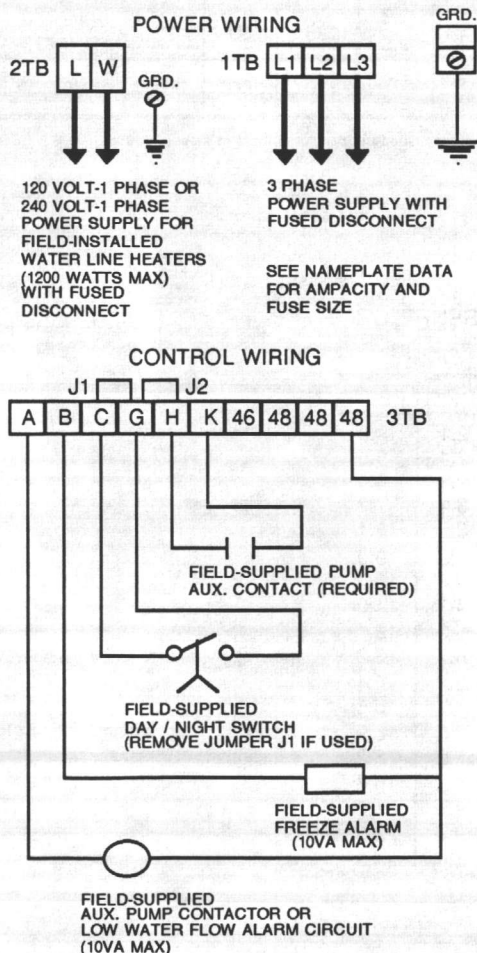 POWER WIRING
GRD.
2TB L W
GRD.
1TB L1 L2 L3
120 VOLT-1 PHASE OR
240 VOLT-1 PHASE
POWER SUPPLY FOR
FIELD-INSTALLED
WATER LINE HEATERS
(1200 WATTS MAX)
WITH FUSED
DISCONNECT
3 PHASE
POWER SUPPLY WITH
FUSED DISCONNECT
SEE NAMEPLATE DATA
FOR AMPACITY AND
FUSE SIZE
CONTROL WIRING
J1 J2
A B C G H K 46 48 48 48 3TB
FIELD-SUPPLIED PUMP
AUX. CONTACT (REQUIRED)
FIELD-SUPPLIED
DAY / NIGHT SWITCH
(REMOVE JUMPER J1 IF USED)
FIELD-SUPPLIED
FREEZE ALARM
(10VA MAX)
FIELD-SUPPLIED
AUX. PUMP CONTACTOR OR
LOW WATER FLOW ALARM CIRCUIT
(10VA MAX)